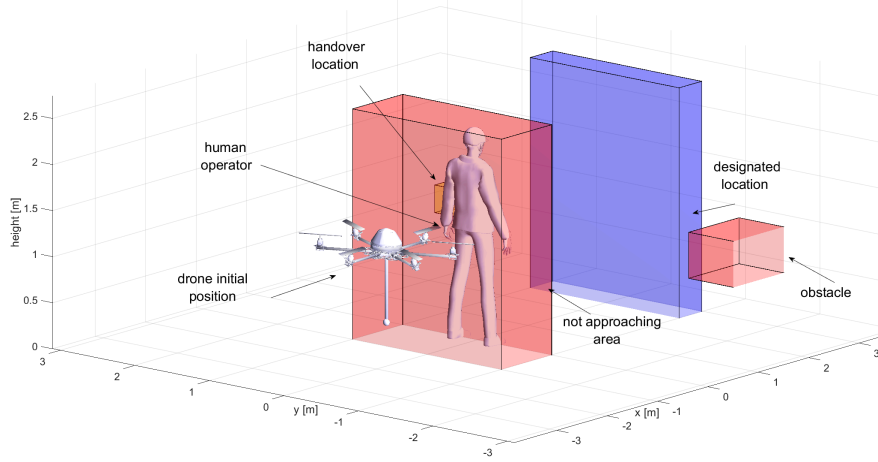 handover
location
human
operator
designated
location
drone initial
position
obstacle
not approaching
area
height [m]
2.5
2
1.5
1
0.5
0
3
2
1
0
-1
-2
-3
y [m]
-3
-2
-1
0
1
2
3
x [m]